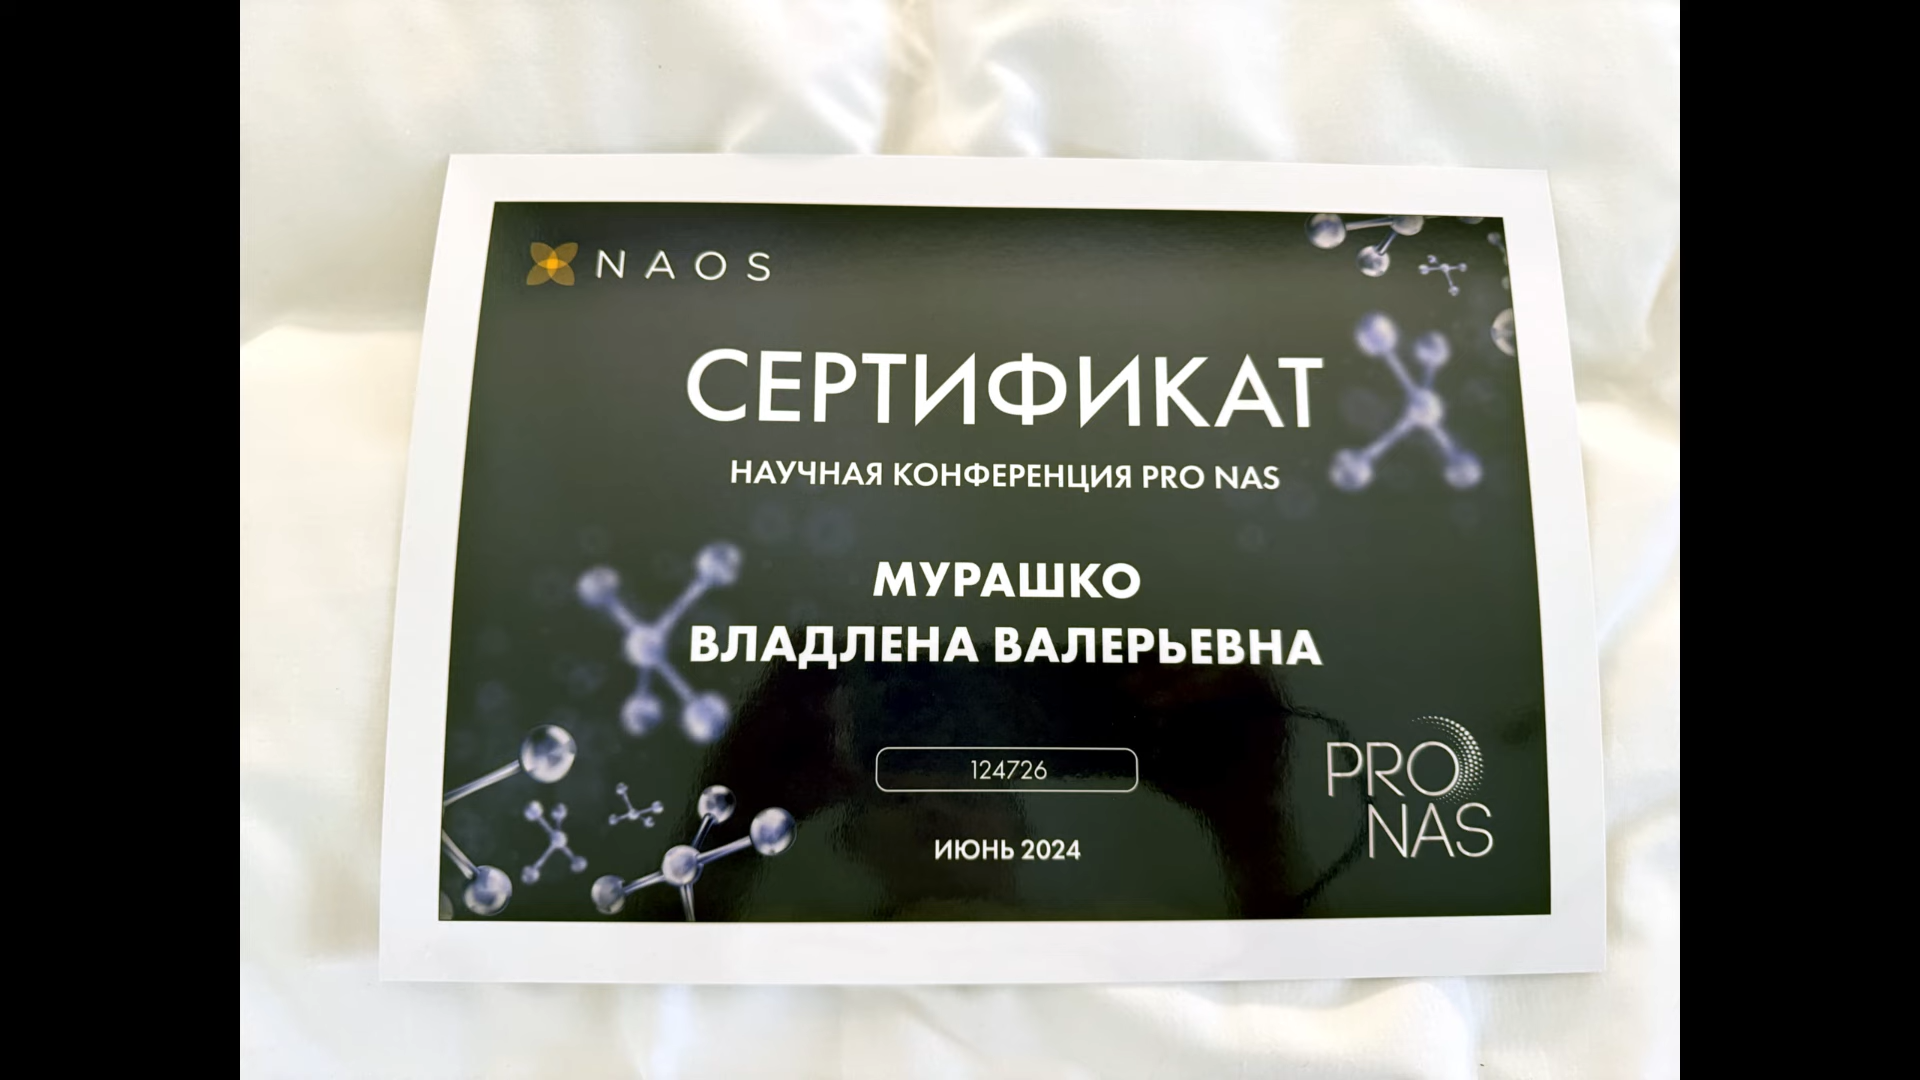 NAOS
СЕРТИФИКАТ
НАУЧНАЯ КОНФЕРЕНЦИЯ PRO NAS
МУРАШКО
ВЛАДЛЕНА ВАЛЕРЬЕВНА
124726
ИЮНЬ 2024
PRO
NAS